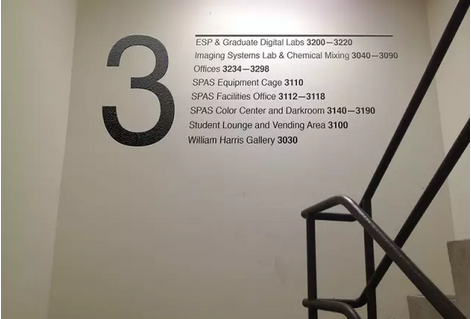 3
ESP & Graduate Digital Labs 3200—3220
Imaging Systems Lab & Chemical Mixing 3040—3090
Offices 3234—3298
SPAS Equipment Cage 3110
SPAS Facilities Office 3112—3118
SPAS Color Center and Darkroom 3140—3190
Student Lounge and Vending Area 3100
William Harris Gallery 3030